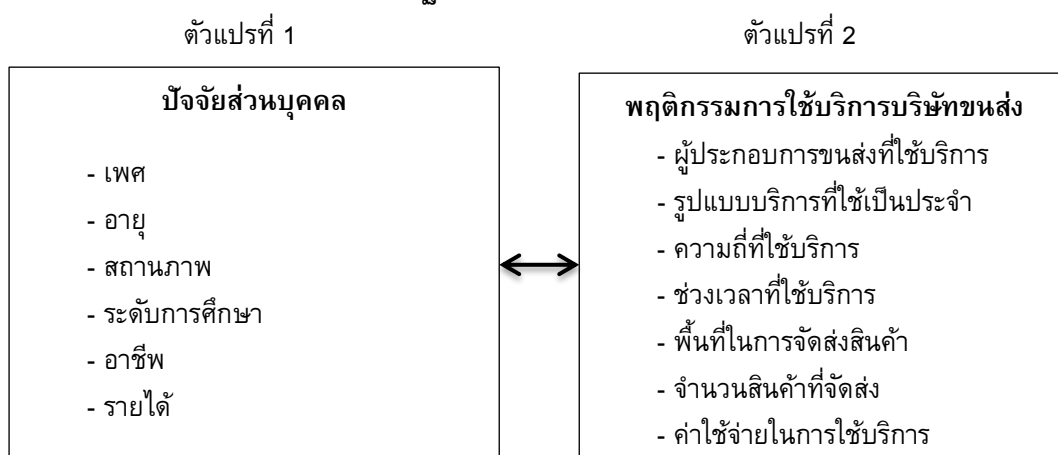 ตัวแปรที่ 1
ตัวแปรที่ 2
ปัจจัยส่วนบุคคล
- เพศ
- อายุ
- สถานภาพ
- ระดับการศึกษา
- อาชีพ
- รายได้
พฤติกรรมการใช้บริการบริษัทขนส่ง
- ผู้ประกอบการขนส่งที่ใช้บริการ
- รูปแบบบริการที่ใช้เป็นประจำ
- ความถี่ที่ใช้บริการ
- ช่วงเวลาที่ใช้บริการ
- พื้นที่ในการจัดส่งสินค้า
- จำนวนสินค้าที่จัดส่ง
- ค่าใช้จ่ายในการใช้บริการ